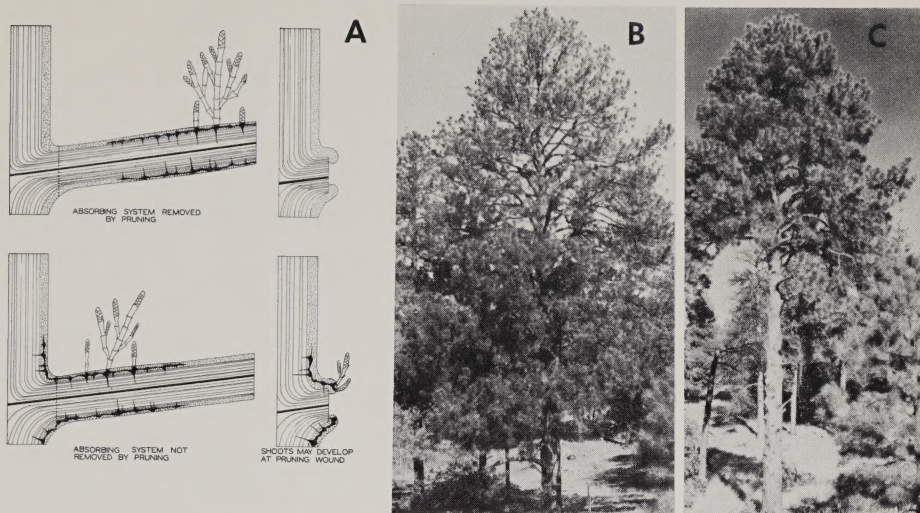 A
B
C
ABSORBING SYSTEM REMOVED
BY PRUNING
ABSORBING SYSTEM NOT
REMOVED BY PRUNING
SHOOTS MAY DEVELOP
AT PRUNING WOUND